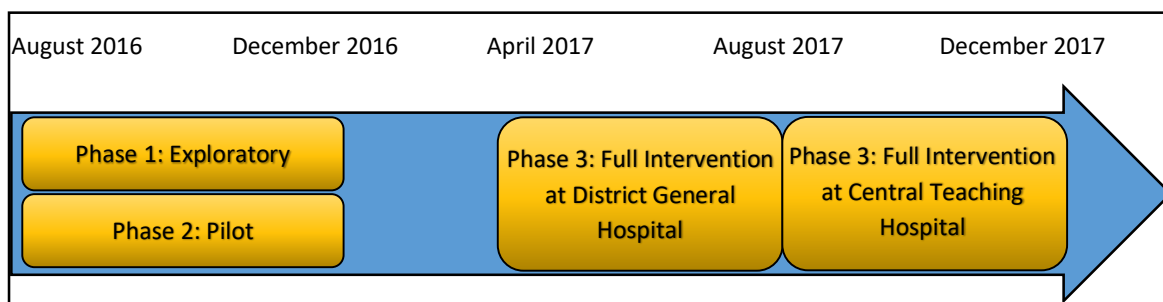 August 2016 December 2016 April 2017 August 2017 December 2017
Phase 1: Exploratory
Phase 2: Pilot
Phase 3: Full Intervention
at District General
Hospital
Phase 3: Full Intervention
at Central Teaching
Hospital